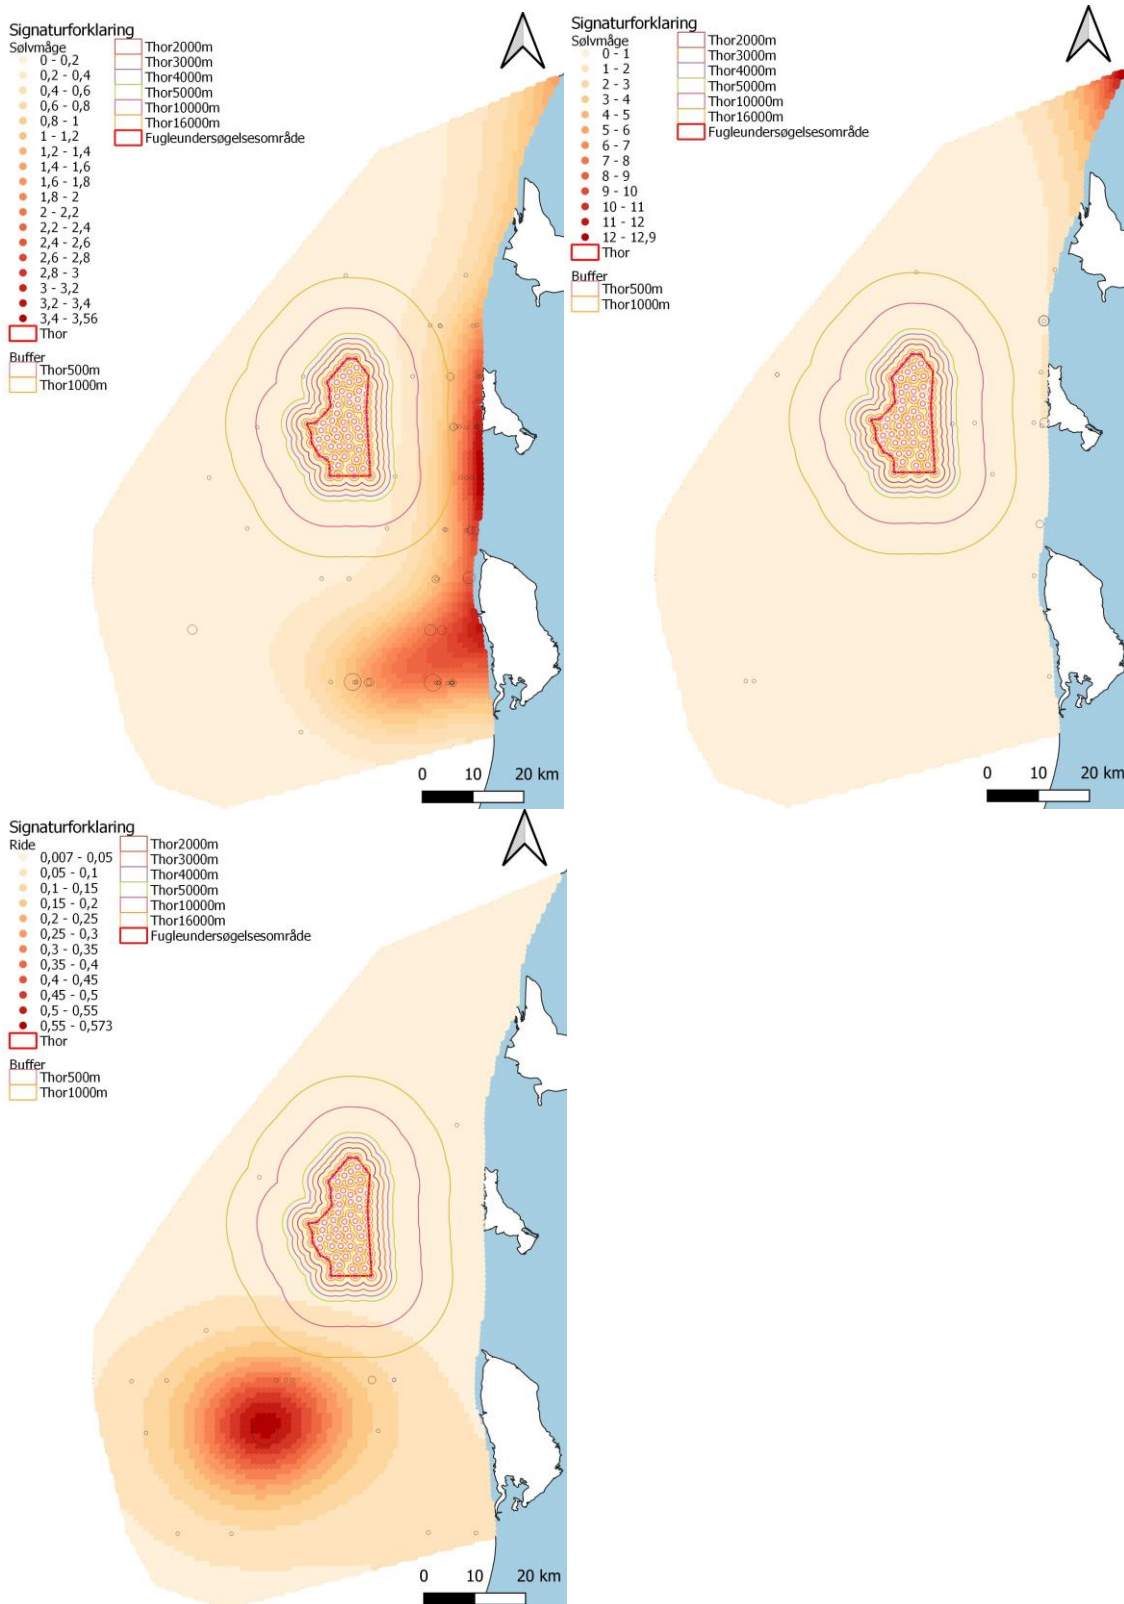 Signaturforklaring
Sølvmåge
0 - 0,2
0,2 - 0,4
0,4 - 0,6
0,6 - 0,8
0,8 - 1
1 - 1,2
1,2 - 1,4
1,4 - 1,6
1,6 - 1,8
1,8 - 2
2 - 2,2
2,2 - 2,4
2,4 - 2,6
2,6 - 2,8
2,8 - 3
3 - 3,2
3,2 - 3,4
3,4 - 3,56
Thor
Buffer
Thor500m
Thor1000m
Thor2000m
Thor3000m
Thor4000m
Thor5000m
Thor10000m
Thor16000m
Fugleundersøgelsesområde
0 10 20 km
Signaturforklaring
Sølvmåge
0 - 1
1 - 2
2 - 3
3 - 4
4 - 5
5 - 6
6 - 7
7 - 8
8 - 9
9 - 10
10 - 11
11 - 12
12 - 12,9
Thor
Buffer
Thor500m
Thor1000m
Thor2000m
Thor3000m
Thor4000m
Thor5000m
Thor10000m
Thor16000m
Fugleundersøgelsesområde
0 10 20 km
Signaturforklaring
Ride
0,007 - 0,05
0,05 - 0,1
0,1 - 0,15
0,15 - 0,2
0,2 - 0,25
0,25 - 0,3
0,3 - 0,35
0,35 - 0,4
0,4 - 0,45
0,45 - 0,5
0,5 - 0,55
0,55 - 0,573
Thor
Buffer
Thor500m
Thor1000m
Thor2000m
Thor3000m
Thor4000m
Thor5000m
Thor10000m
Thor16000m
Fugleundersøgelsesområde
0 10 20 km